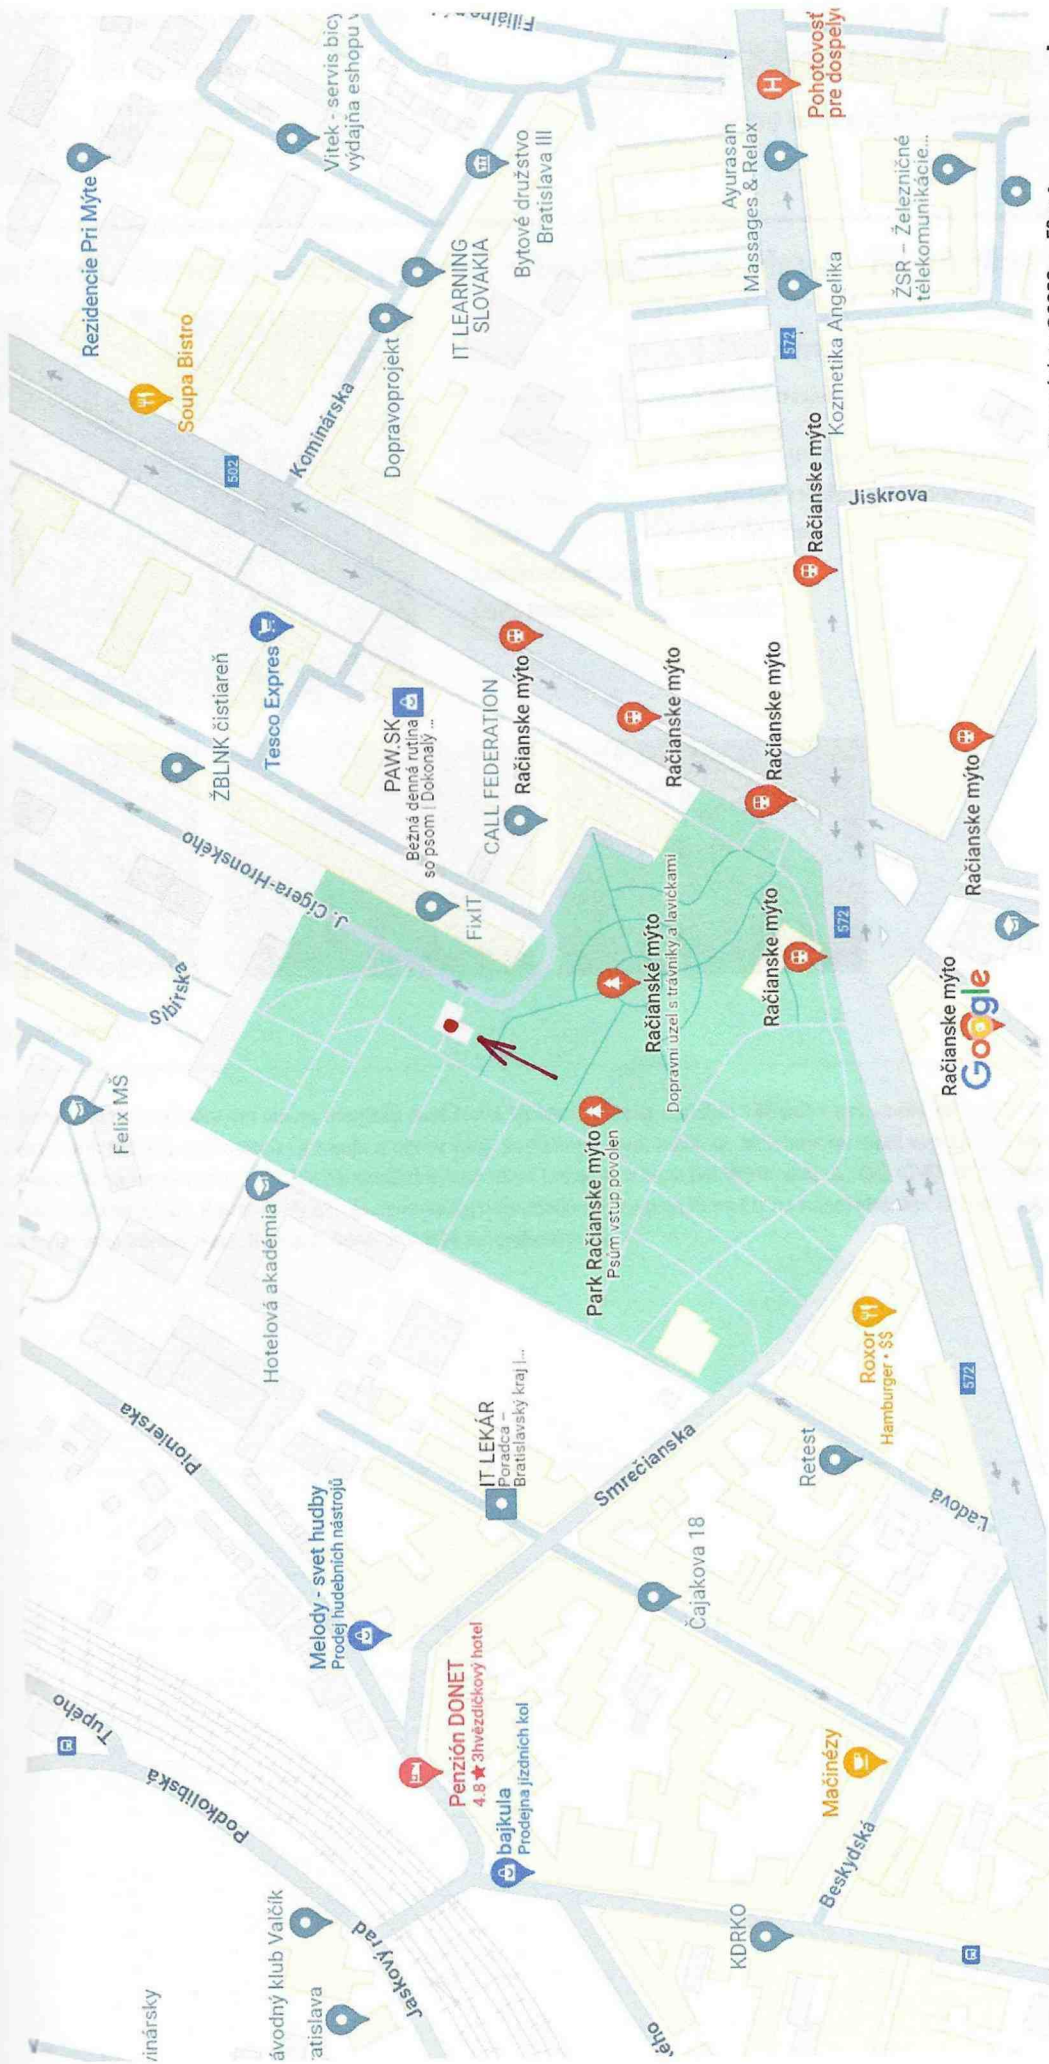 Tupého
Podkolibská
Jaskový rad
Pionierska
Melody - svet hudby
Prodej hudebních nástrojů
Penzión DONET
4.8 ★ 3hvězdičkový hotel
bajkula
Prodejna jízdních kol
KDRKO
Beskydská
Mačinézy
Čajakova 18
IT LEKÁR
Poradca –
Bratislavský kraj |...
Smrečianska
Retest
Ľadová
Roxor
Hamburger • $$
572
Felix MŠ
Hotelová akadémia
Sibírska
J. Cígera-Hronského
Park Račianske mýto
Psům vstup povolen
Račianské mýto
Dopravní uzel s trávníky a lavičkami
Račianske mýto
572
Račianske mýto
Google
Račianske mýto
ŽBLNK čistiareň
Tesco Expres
PAW.SK
Bežná denná rutina
so psom | Dokonalý ...
FixIT
CALL FEDERATION
Račianske mýto
Račianske mýto
Račianske mýto
Račianske mýto
Rezidencie Pri Mýte
Soupa Bistro
502
Kominárska
Dopravoprojekt
IT LEARNING
SLOVAKIA
Vitek - servis bicy
výdajňa eshopu v
Bytové družstvo
Bratislava III
Ayurasan
Massages & Relax
572
Kozmetika Angelika
Jiskrova
ŽSR – Železničné
telekomunikácie...
H
Pohotovosť
pre dospelý